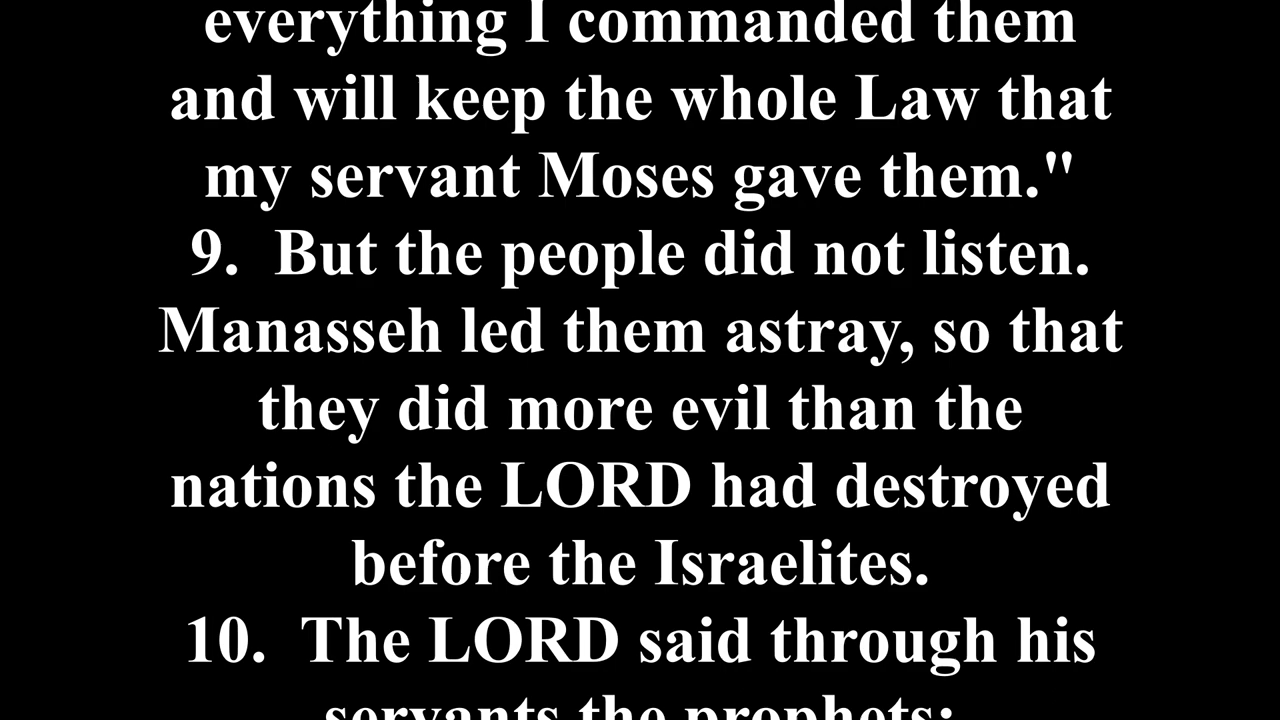 everything I commanded them
and will keep the whole Law that
my servant Moses gave them."
9.  But the people did not listen.
Manasseh led them astray, so that
they did more evil than the
nations the LORD had destroyed
before the Israelites.
10.  The LORD said through his
servants the prophets: